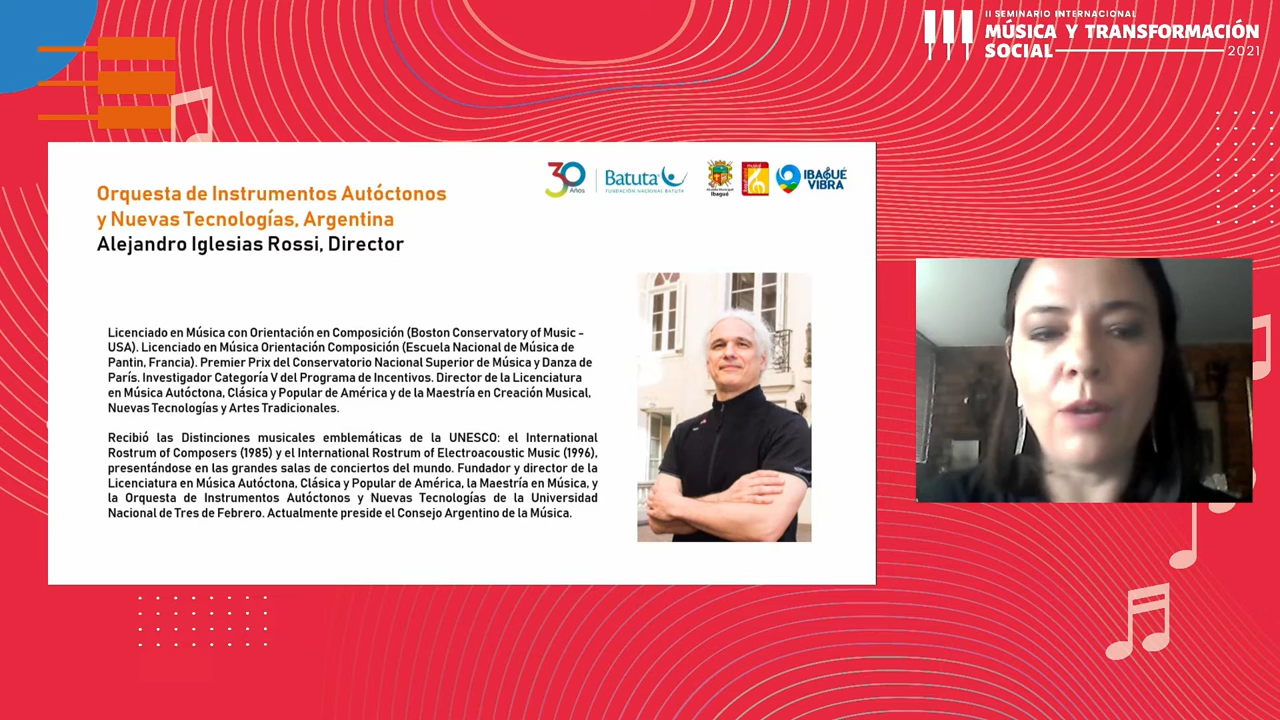 II SEMINARIO INTERNACIONAL
MÚSICA Y TRANSFORMACIÓN
SOCIAL
2021
30
Años
Batuta
FUNDACIÓN NACIONAL BATUTA
Alcaldía Municipal
Ibagué
IBAGUÉ
VIBRA
Orquesta de Instrumentos Autóctonos
y Nuevas Tecnologías, Argentina
Alejandro Iglesias Rossi, Director
Licenciado en Música con Orientación en Composición (Boston Conservatory of Music -
USA). Licenciado en Música Orientación Composición (Escuela Nacional de Música de
Pantin, Francia). Premier Prix del Conservatorio Nacional Superior de Música y Danza de
París. Investigador Categoría V del Programa de Incentivos. Director de la Licenciatura
en Música Autóctona, Clásica y Popular de América y de la Maestría en Creación Musical,
Nuevas Tecnologías y Artes Tradicionales.
Recibió las Distinciones musicales emblemáticas de la UNESCO: el International
Rostrum of Composers (1985) y el International Rostrum of Electroacoustic Music (1996),
presentándose en las grandes salas de conciertos del mundo. Fundador y director de la
Licenciatura en Música Autóctona, Clásica y Popular de América, la Maestría en Música, y
la Orquesta de Instrumentos Autóctonos y Nuevas Tecnologías de la Universidad
Nacional de Tres de Febrero. Actualmente preside el Consejo Argentino de la Música.